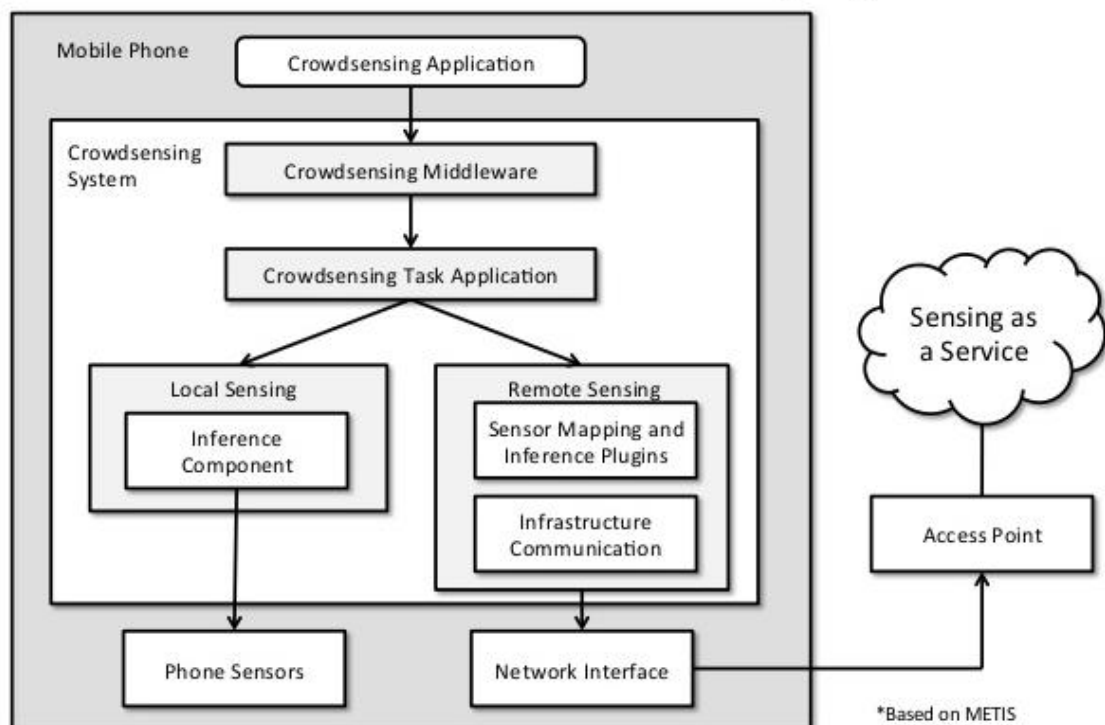 Mobile Phone
Crowdsensing Application
Crowdsensing
System
Crowdsensing Middleware
Crowdsensing Task Application
Local Sensing
Inference
Component
Remote Sensing
Sensor Mapping and
Inference Plugins
Infrastructure
Communication
Phone Sensors
Network Interface
Sensing as
a Service
Access Point
*Based on METIS